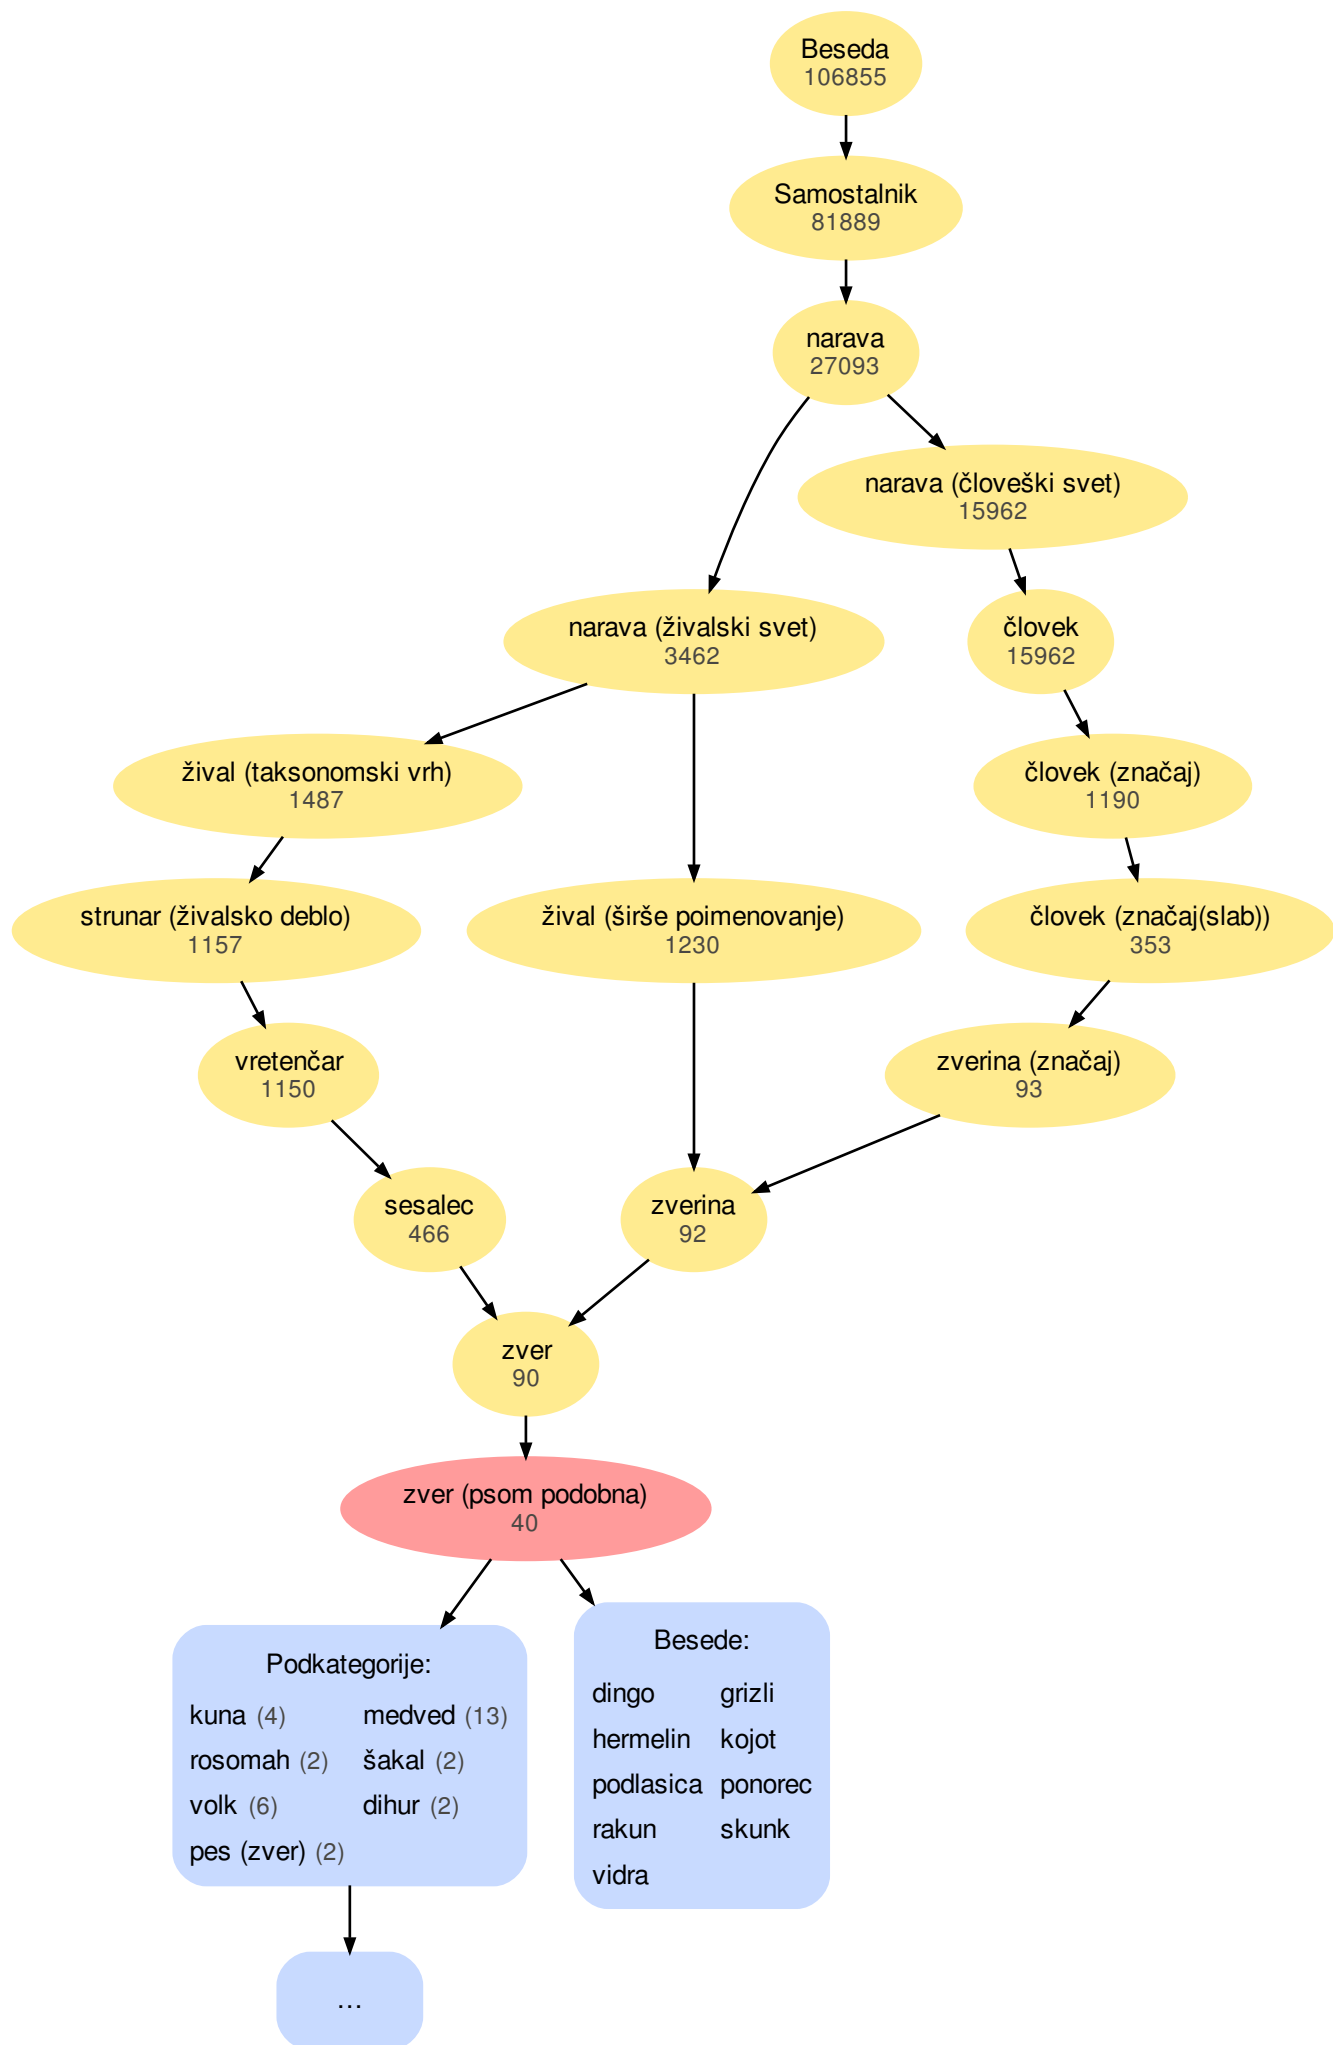 Beseda
106855
Samostalnik
81889
narava
27093
narava (človeški svet)
15962
narava (živalski svet)
3462
človek
15962
žival (taksonomski vrh)
1487
človek (značaj)
1190
strunar (živalsko deblo)
1157
žival (širše poimenovanje)
1230
človek (značaj(slab))
353
vretenčar
1150
zverina (značaj)
93
sesalec
466
zverina
92
zver
90
zver (psom podobna)
40
Podkategorije:
kuna (4) medved (13)
rosomah (2) šakal (2)
volk (6) dihur (2)
pes (zver) (2)
Besede:
dingo grizli
hermelin kojot
podlasica ponorec
rakun skunk
vidra
...